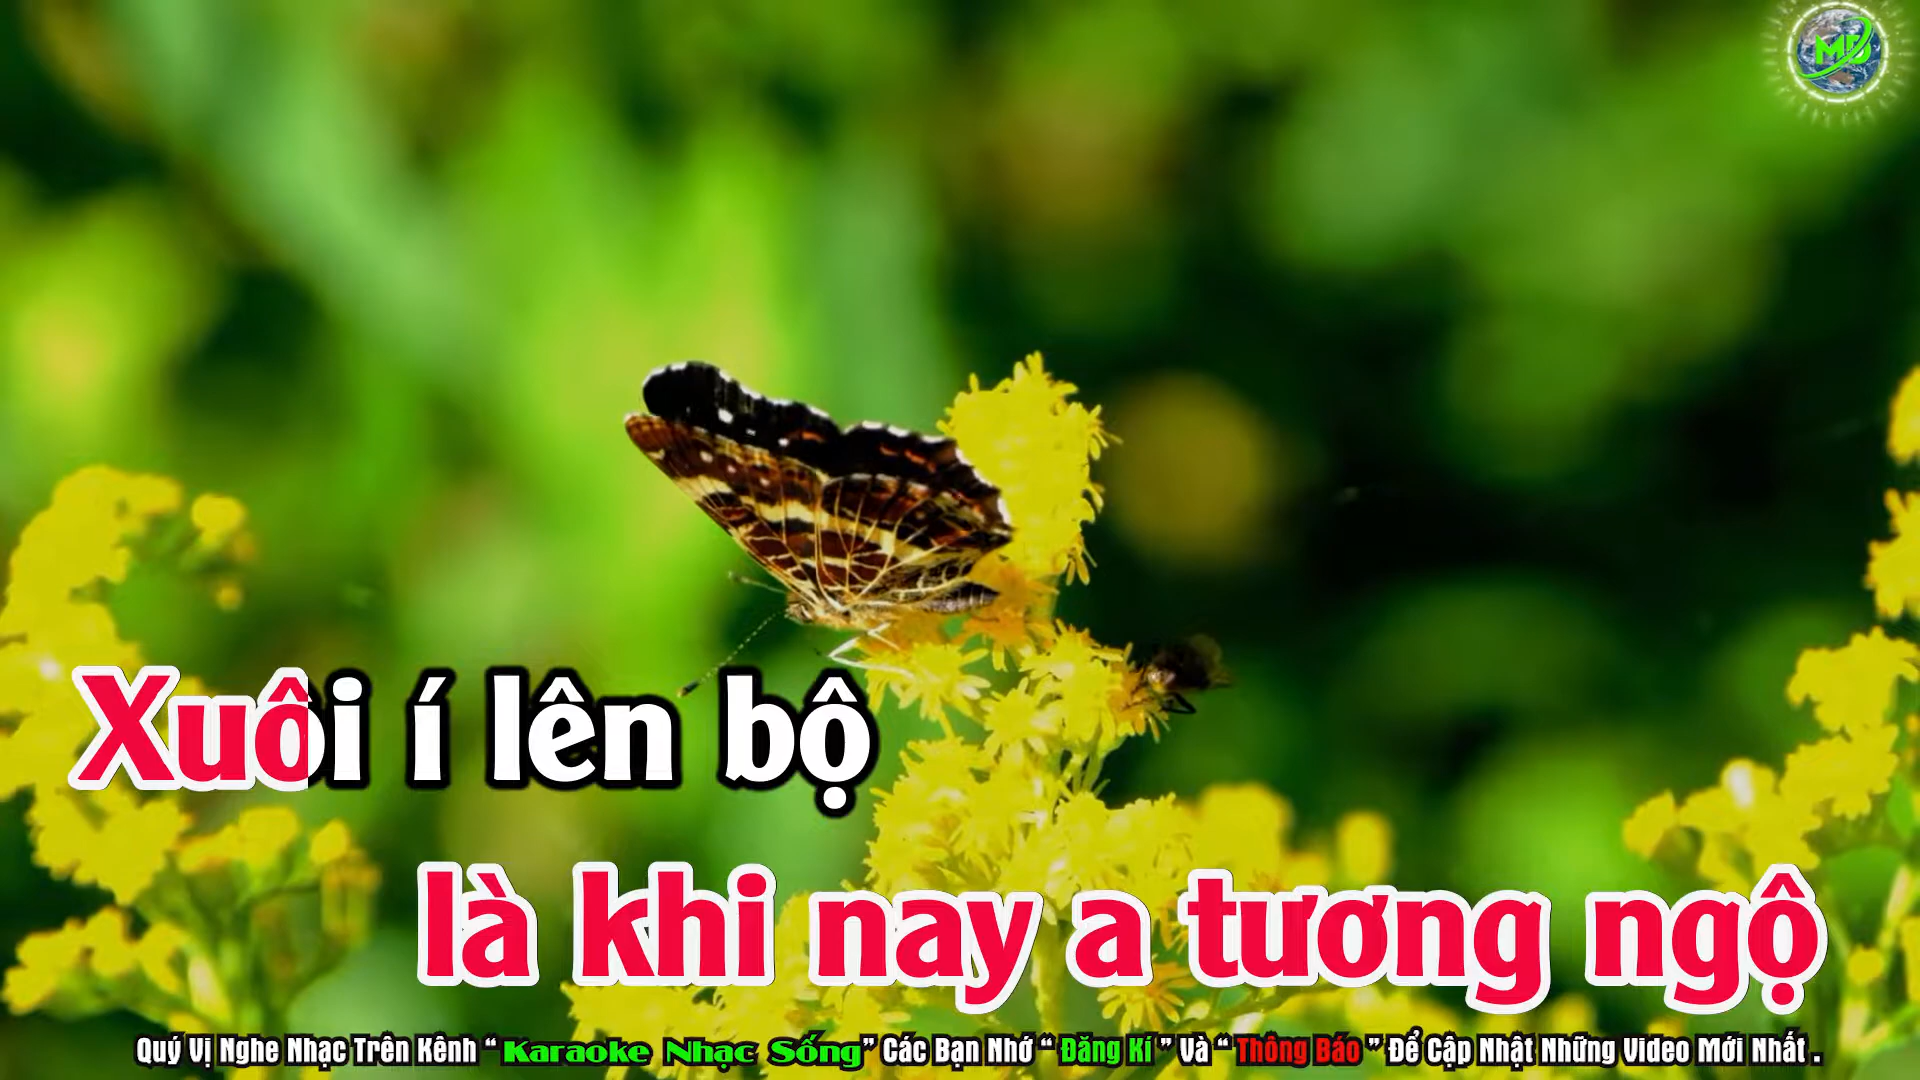 MD
Xuôi í lên bộ
là khi nay a tương ngộ
Quý Vị Nghe Nhạc Trên Kênh “ Karaoke Nhạc Sống” Các Bạn Nhớ “ Đăng Kí ” Và “ Thông Báo ” Để Cập Nhật Những Video Mới Nhất .